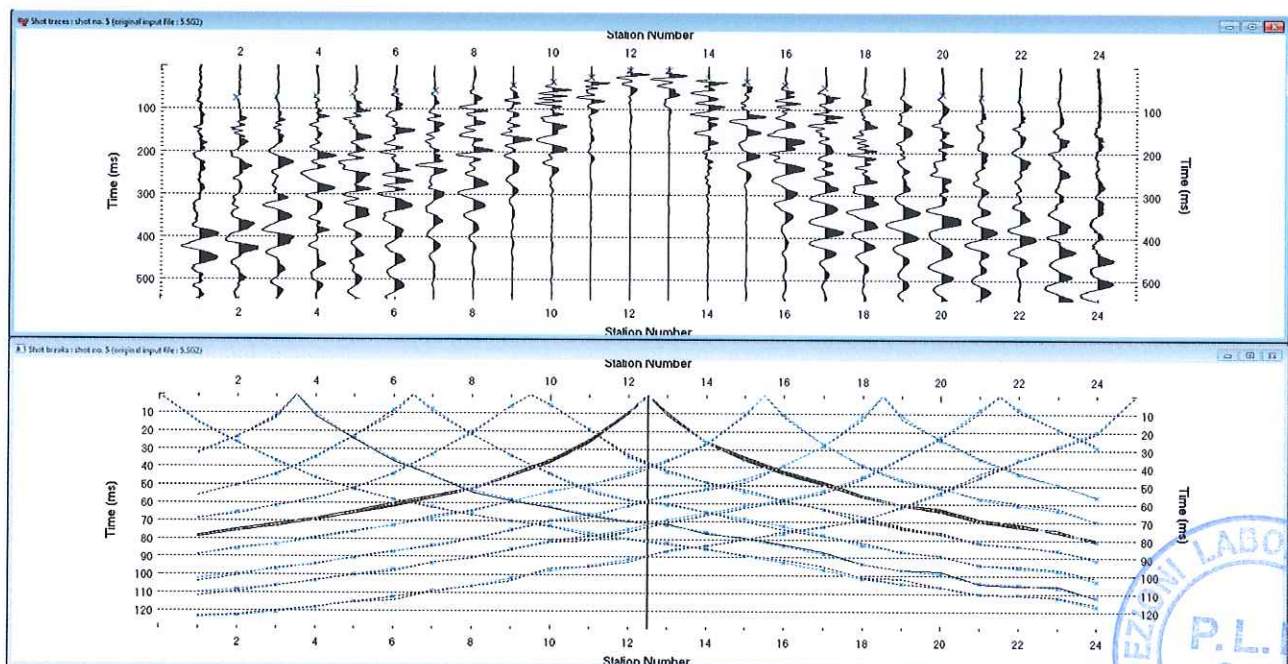 Shot traces : shot no. 5 (original input file : 5.SG2)
Station Number
2 4 6 8 10 12 14 16 18 20 22 24
100 100
200 200
300 300
400 400
500 500
Time (ms) Time (ms)
2 4 6 8 10 12 14 16 18 20 22 24
Station Number
Shot breaks : shot no. 5 (original input file : 5.SG2)
Station Number
2 4 6 8 10 12 14 16 18 20 22 24
10 10
20 20
30 30
40 40
50 50
60 60
70 70
80 80
90 90
100 100
110 110
120 120
Time (ms) Time (ms)
2 4 6 8 10 12 14 16 18 20 22 24
Station Number
EZIONI LABO
P.L.